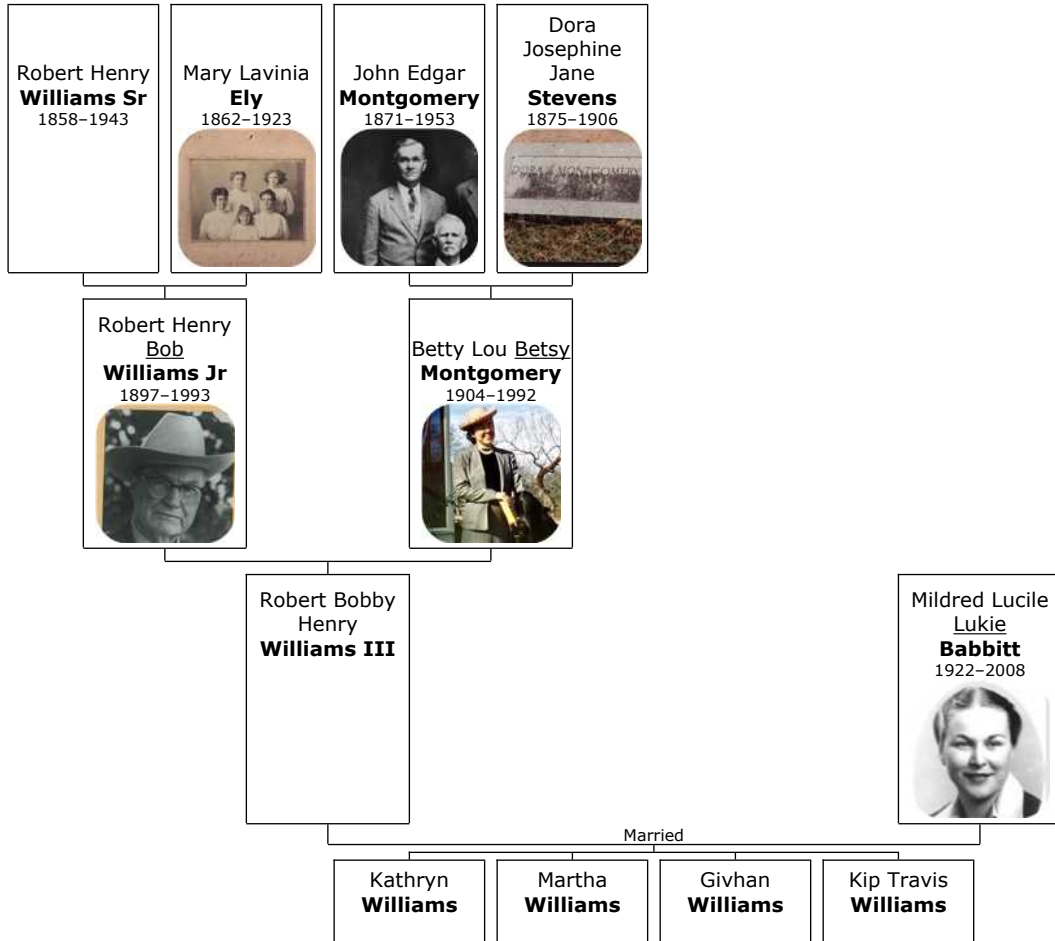 Robert Henry
Williams Sr
1858–1943
Mary Lavinia
Ely
1862–1923
John Edgar
Montgomery
1871–1953
Dora
Josephine
Jane
Stevens
1875–1906
DORA J MONTGOMERY
Robert Henry
Bob
Williams Jr
1897–1993
Betty Lou Betsy
Montgomery
1904–1992
Robert Bobby
Henry
Williams III
Mildred Lucile
Lukie
Babbitt
1922–2008
Married
Kathryn
Williams
Martha
Williams
Givhan
Williams
Kip Travis
Williams